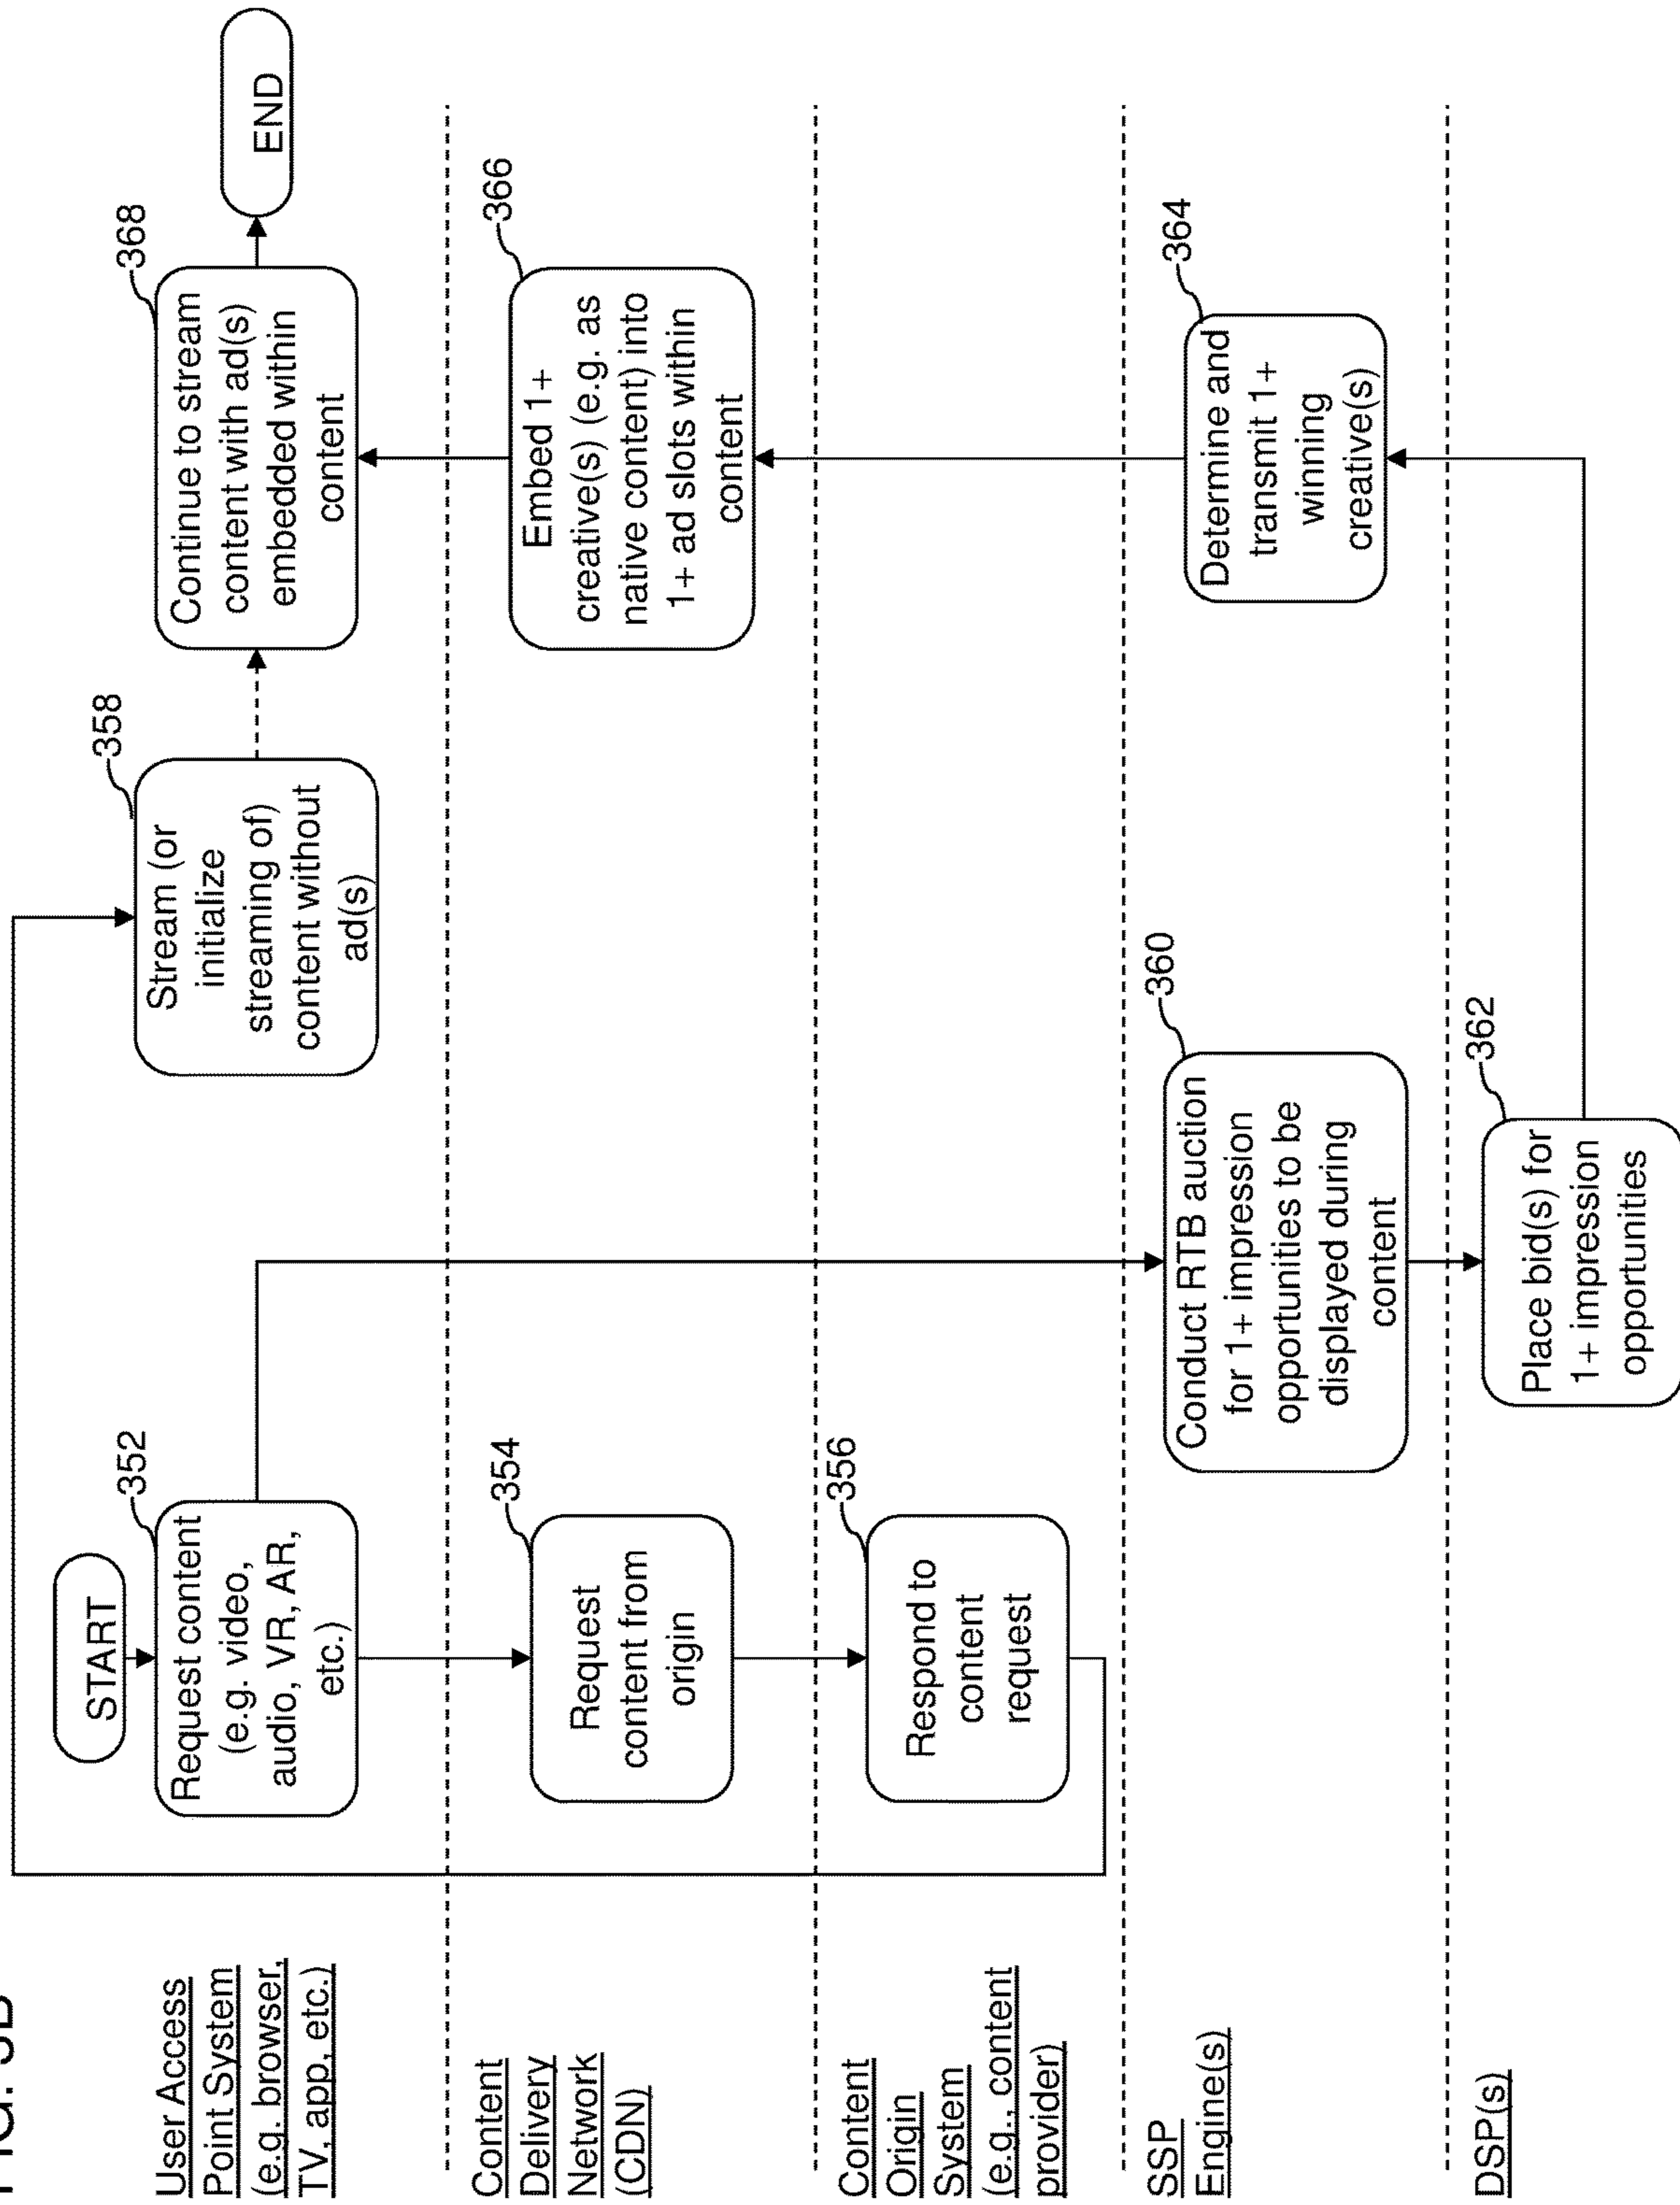 FIG. 3B
User Access
Point System
(e.g. browser,
TV, app, etc.)
START
352
Request content
(e.g. video,
audio, VR, AR,
etc.)
358
Stream (or
initialize
streaming of)
content without
ad(s)
368
Continue to stream
content with ad(s)
embedded within
content
END
Content
Delivery
Network
(CDN)
354
Request
content from
origin
366
Embed 1+
creative(s) (e.g. as
native content) into
1+ ad slots within
content
Content
Origin
System
(e.g., content
provider)
356
Respond to
content
request
SSP
Engine(s)
360
Conduct RTB auction
for 1+ impression
opportunities to be
displayed during
content
364
Determine and
transmit 1+
winning
creative(s)
DSP(s)
362
Place bid(s) for
1+ impression
opportunities